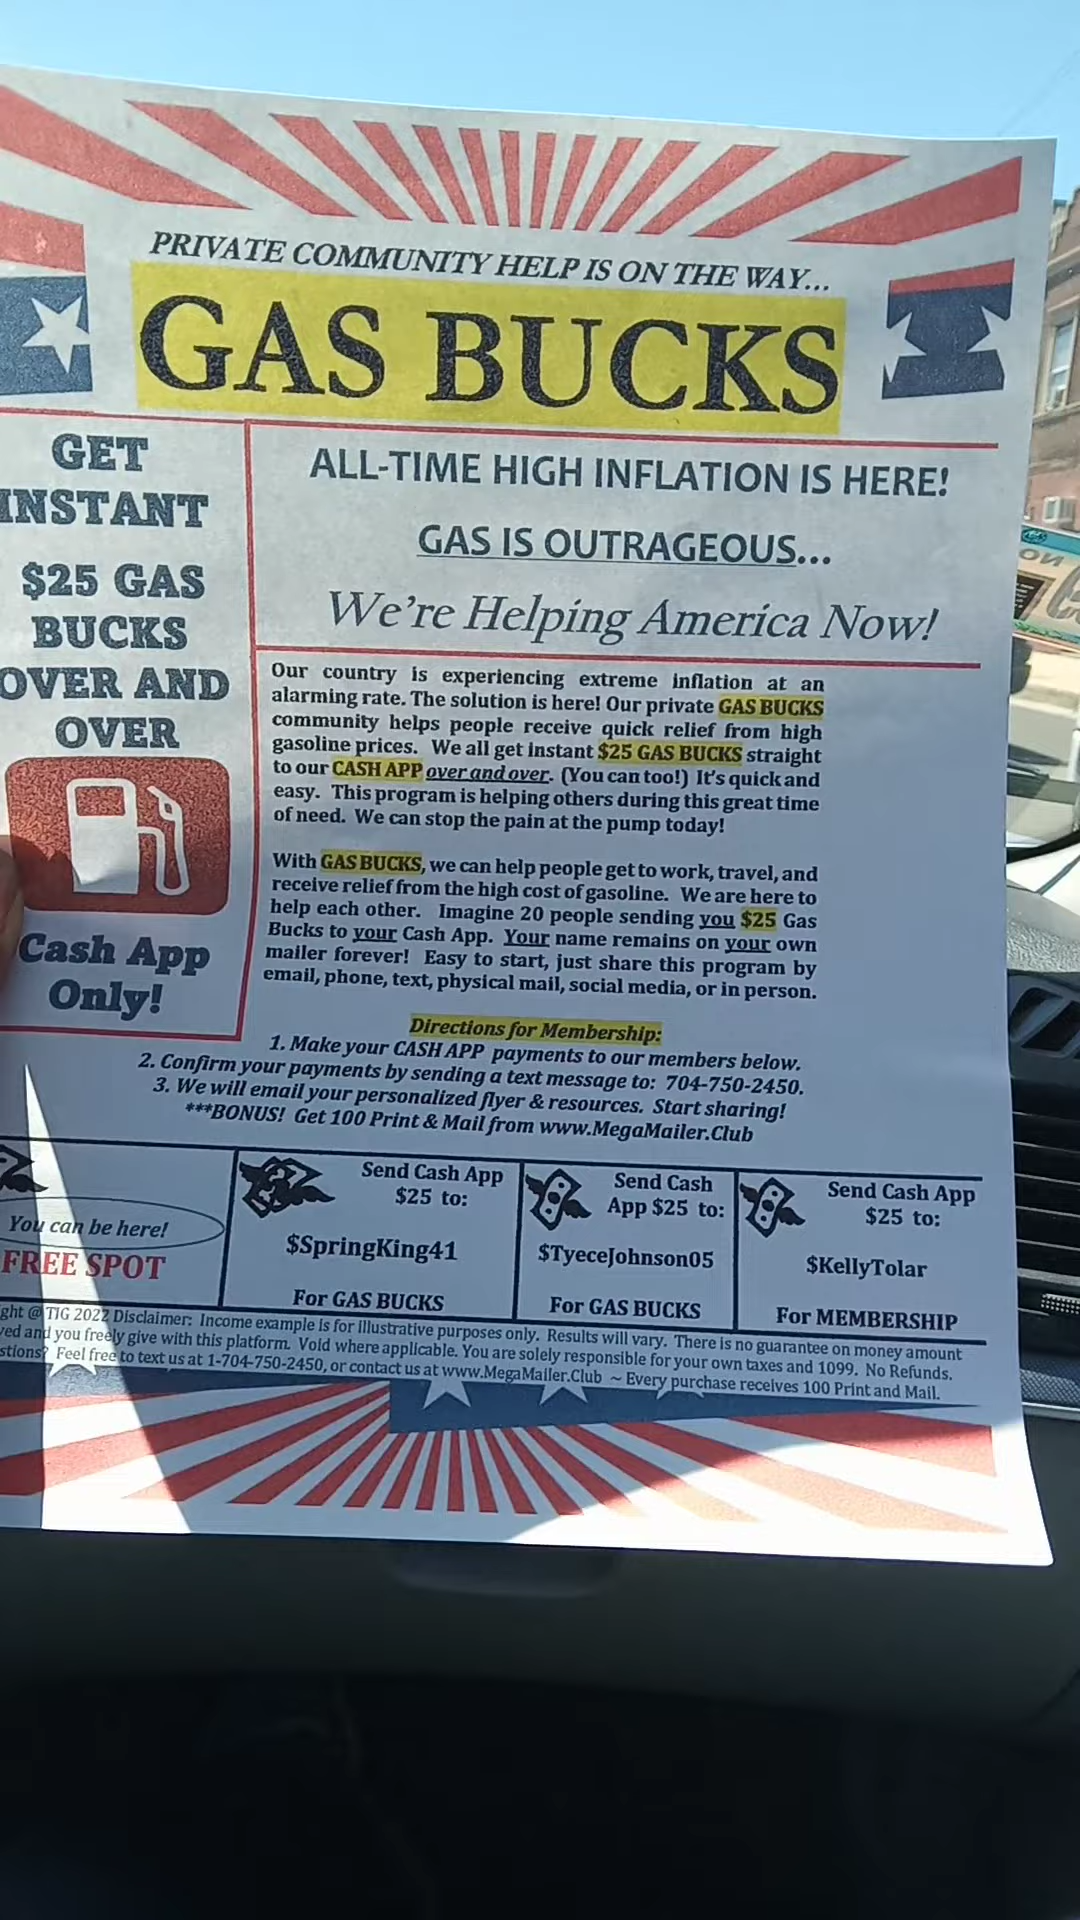 PRIVATE COMMUNITY HELP IS ON THE WAY...
GAS BUCKS
GET
INSTANT
$25 GAS
BUCKS
OVER AND
OVER
Cash App
Only!
ALL-TIME HIGH INFLATION IS HERE!
GAS IS OUTRAGEOUS...
We're Helping America Now!
Our country is experiencing extreme inflation at an
alarming rate. The solution is here! Our private GAS BUCKS
community helps people receive quick relief from high
gasoline prices. We all get instant $25 GAS BUCKS straight
to our CASH APP over and over. (You can too!) It's quick and
easy. This program is helping others during this great time
of need. We can stop the pain at the pump today!
With GAS BUCKS, we can help people get to work, travel, and
receive relief from the high cost of gasoline. We are here to
help each other. Imagine 20 people sending you $25 Gas
Bucks to your Cash App. Your name remains on your own
mailer forever! Easy to start, just share this program by
email, phone, text, physical mail, social media, or in person.
Directions for Membership:
1. Make your CASH APP payments to our members below.
2. Confirm your payments by sending a text message to: 704-750-2450.
3. We will email your personalized flyer & resources. Start sharing!
***BONUS! Get 100 Print & Mail from www.MegaMailer.Club
You can be here!
FREE SPOT
Send Cash App
$25 to:
$SpringKing41
For GAS BUCKS
Send Cash
App $25 to:
$TyeceJohnson05
For GAS BUCKS
Send Cash App
$25 to:
$KellyTolar
For MEMBERSHIP
ght @ TIG 2022 Disclaimer: Income example is for illustrative purposes only. Results will vary. There is no guarantee on money amount
ved and you freely give with this platform. Void where applicable. You are solely responsible for your own taxes and 1099. No Refunds.
stions? Feel free to text us at 1-704-750-2450, or contact us at www.MegaMailer.Club ~ Every purchase receives 100 Print and Mail.